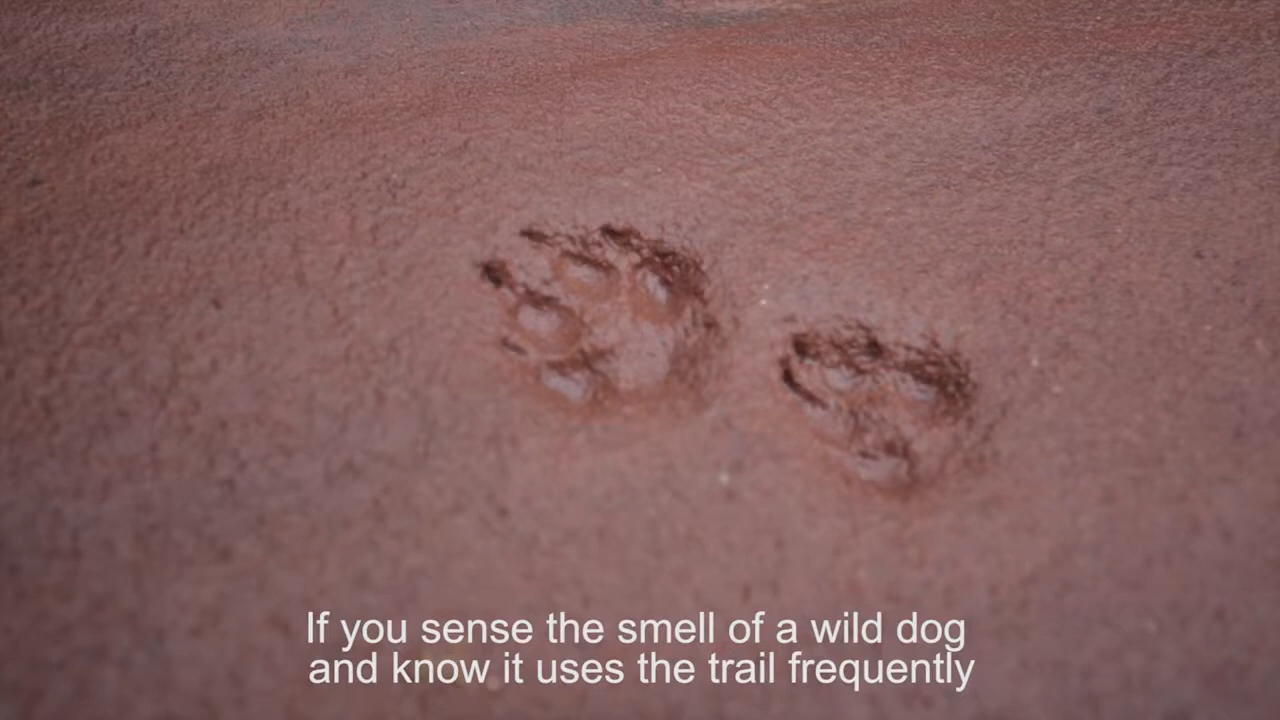 If you sense the smell of a wild dog
and know it uses the trail frequently